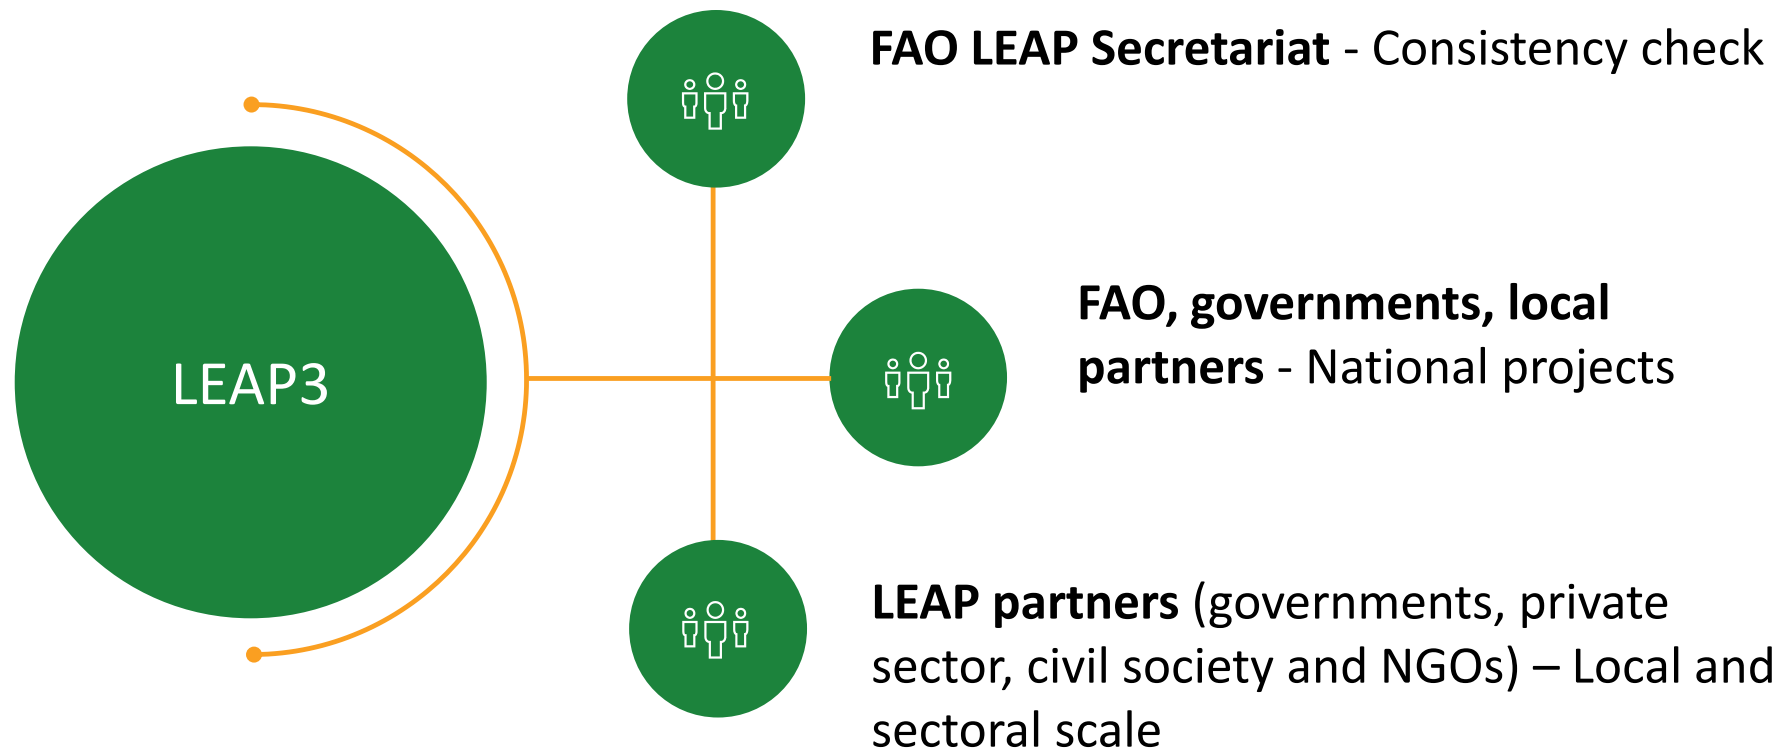 FAO LEAP Secretariat - Consistency check
LEAP3
FAO, governments, local
partners - National projects
LEAP partners (governments, private
sector, civil society and NGOs) – Local and
sectoral scale